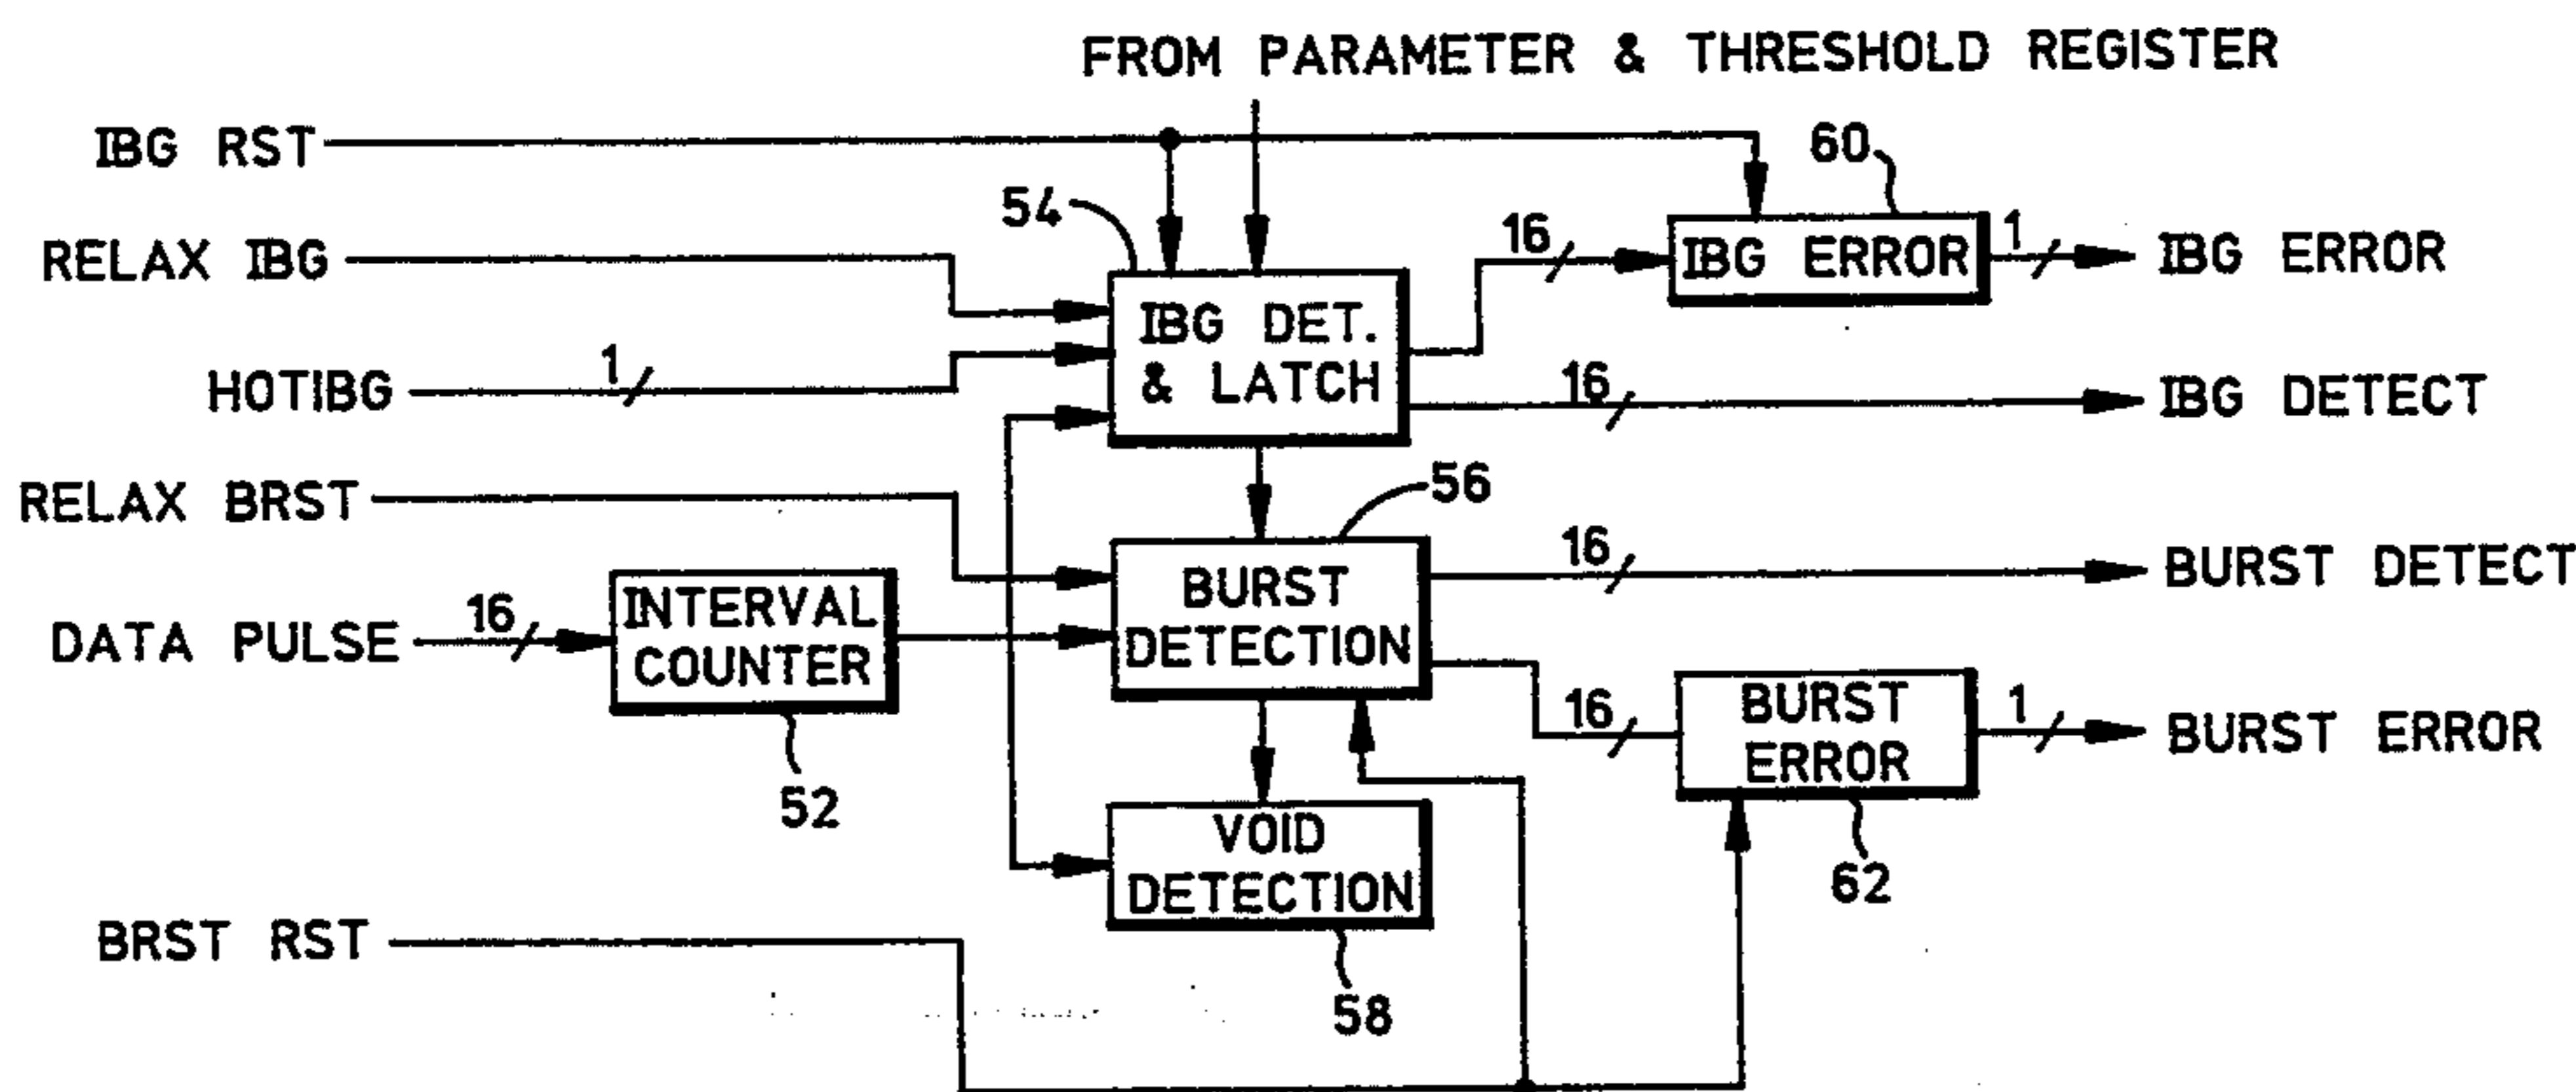 FROM PARAMETER & THRESHOLD REGISTER
IBG RST
60
54
16
IBG ERROR
1
IBG ERROR
RELAX IBG
IBG DET.
& LATCH
HOTIBG
1
16
IBG DETECT
RELAX BRST
56
16
BURST DETECT
BURST
DETECTION
DATA PULSE
16
INTERVAL
COUNTER
52
16
BURST
ERROR
1
BURST ERROR
62
VOID
DETECTION
58
BRST RST